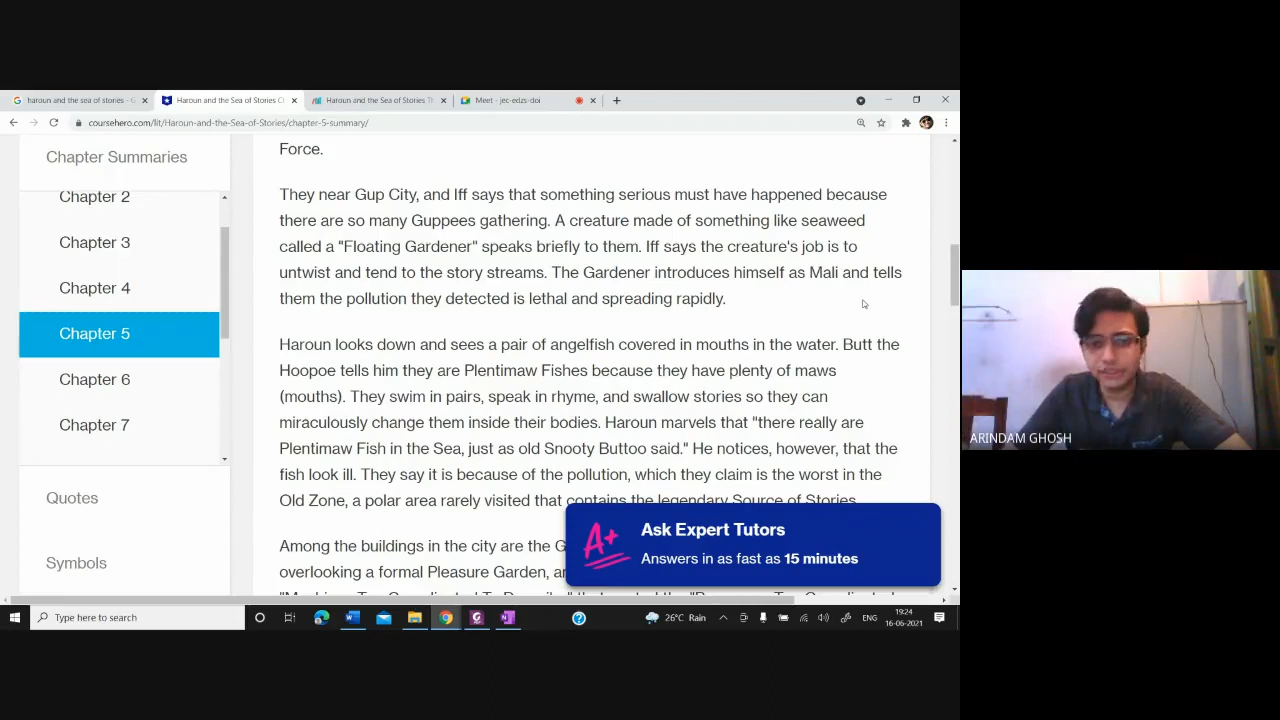 haroun and the sea of stories - G
Haroun and the Sea of Stories Cl
Haroun and the Sea of Stories Th
Meet - jec-edzs-doi
coursehero.com/lit/Haroun-and-the-Sea-of-Stories/chapter-5-summary/
Chapter Summaries
Chapter 2
Chapter 3
Chapter 4
Chapter 5
Chapter 6
Chapter 7
Quotes
Symbols
Force.
They near Gup City, and Iff says that something serious must have happened because
there are so many Guppees gathering. A creature made of something like seaweed
called a "Floating Gardener" speaks briefly to them. Iff says the creature's job is to
untwist and tend to the story streams. The Gardener introduces himself as Mali and tells
them the pollution they detected is lethal and spreading rapidly.
Haroun looks down and sees a pair of angelfish covered in mouths in the water. Butt the
Hoopoe tells him they are Plentimaw Fishes because they have plenty of maws
(mouths). They swim in pairs, speak in rhyme, and swallow stories so they can
miraculously change them inside their bodies. Haroun marvels that "there really are
Plentimaw Fish in the Sea, just as old Snooty Buttoo said." He notices, however, that the
fish look ill. They say it is because of the pollution, which they claim is the worst in the
Old Zone, a polar area rarely visited that contains the legendary Source of Stories.
Among the buildings in the city are the G
overlooking a formal Pleasure Garden, an
A+
Ask Expert Tutors
Answers in as fast as 15 minutes
ARINDAM GHOSH
Type here to search
26°C Rain
ENG
19:24
16-06-2021